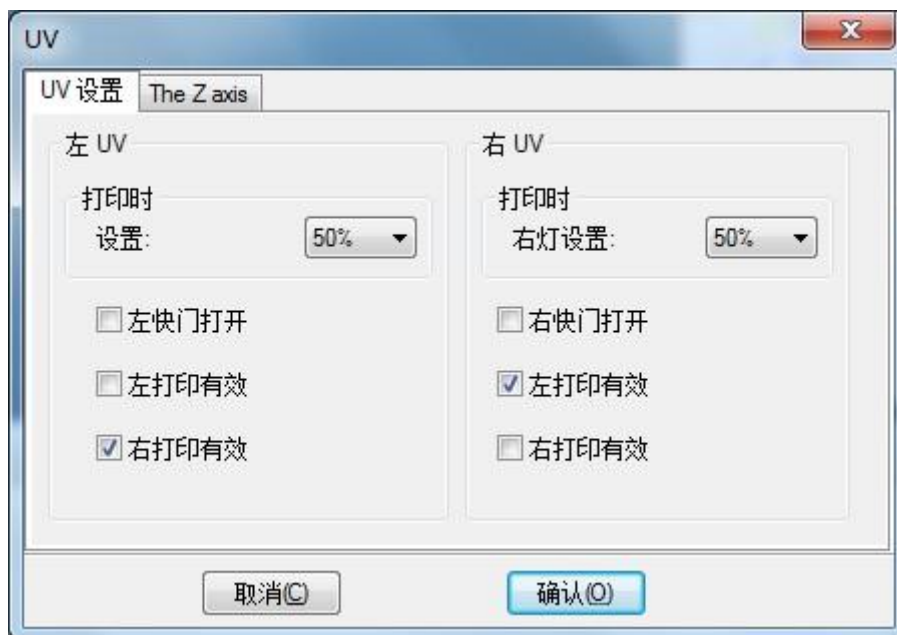 UV
UV 设置 The Z axis
左 UV
打印时
设置: 50%
左快门打开
左打印有效
右打印有效
右 UV
打印时
右灯设置: 50%
右快门打开
左打印有效
右打印有效
取消(C) 确认(O)